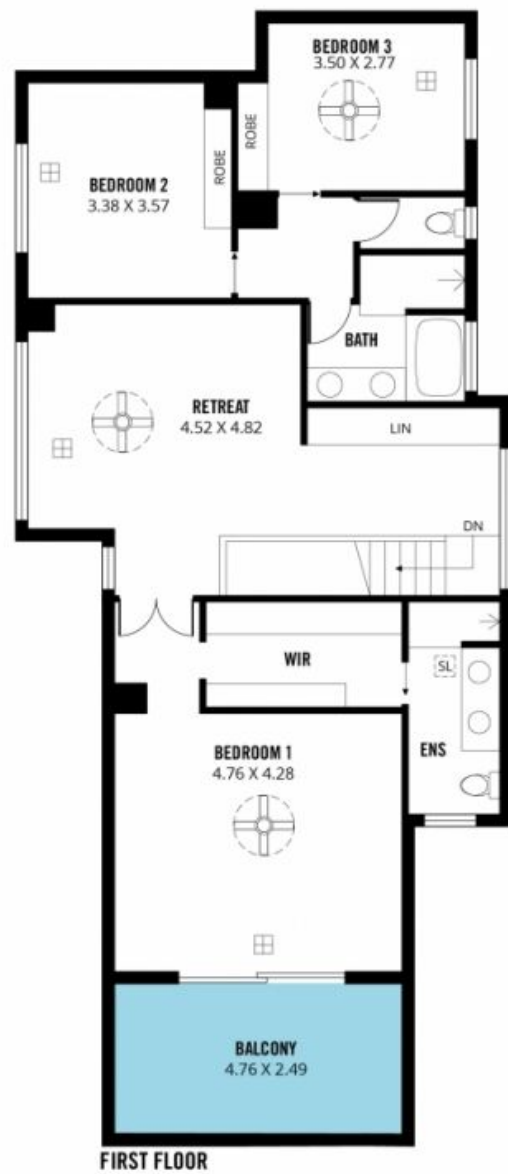 BEDROOM 3
3.50 X 2.77
ROBE
ROBE
BEDROOM 2
3.38 X 3.57
BATH
RETREAT
4.52 X 4.82
LIN
DN
WIR
SL
ENS
BEDROOM 1
4.76 X 4.28
BALCONY
4.76 X 2.49
FIRST FLOOR